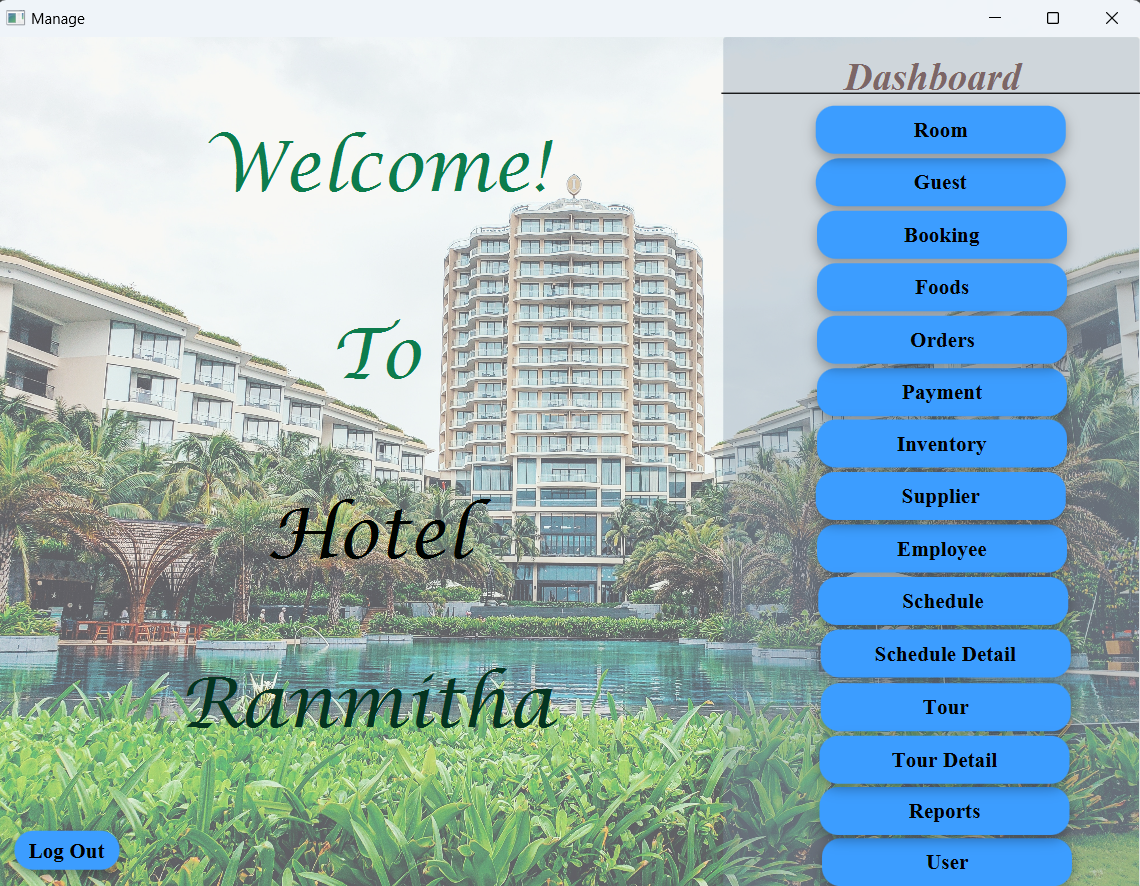 Manage
Welcome!
To
Hotel
Ranmitha
Log Out
Dashboard
Room
Guest
Booking
Foods
Orders
Payment
Inventory
Supplier
Employee
Schedule
Schedule Detail
Tour
Tour Detail
Reports
User